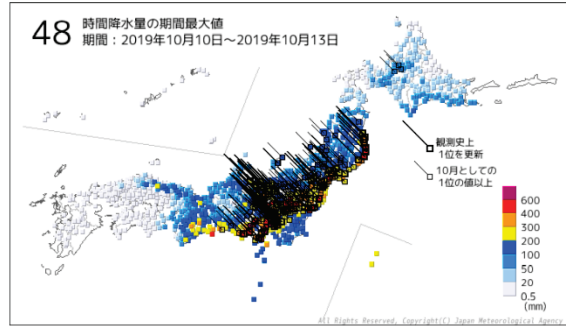 48 時間降水量の期間最大値
期間：2019年10月10日～2019年10月13日
観測史上
1位を更新
10月としての
1位の値以上
600
400
300
200
100
50
20
0.5
(mm)
All Rights Reserved, Copyright(C) Japan Meteorological Agency